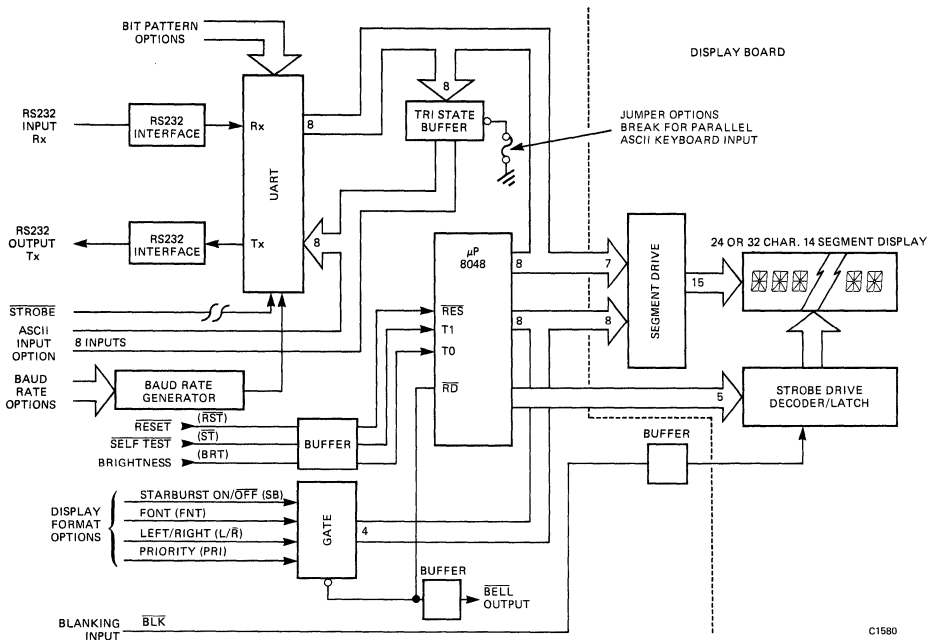 BIT PATTERN
OPTIONS
DISPLAY BOARD
RS232
INPUT
Rx
RS232
INTERFACE
Rx
UART
8
8
TRI STATE
BUFFER
JUMPER OPTIONS
BREAK FOR PARALLEL
ASCII KEYBOARD INPUT
RS232
OUTPUT
Tx
RS232
INTERFACE
Tx
8
μP
8048
8
7
SEGMENT DRIVE
15
24 OR 32 CHAR. 14 SEGMENT DISPLAY
STROBE
ASCII
INPUT
OPTION
8 INPUTS
RES
T1
T0
RD
8
8
BAUD
RATE
OPTIONS
BAUD RATE
GENERATOR
5
STROBE DRIVE
DECODER/LATCH
RESET
(RST)
SELF TEST
(ST)
BRIGHTNESS
(BRT)
BUFFER
BUFFER
DISPLAY
FORMAT
OPTIONS
STARBURST ON/OFF (SB)
FONT (FNT)
LEFT/RIGHT (L/R)
PRIORITY (PRI)
GATE
4
BUFFER
BELL
OUTPUT
BLANKING
INPUT
BLK
C1580